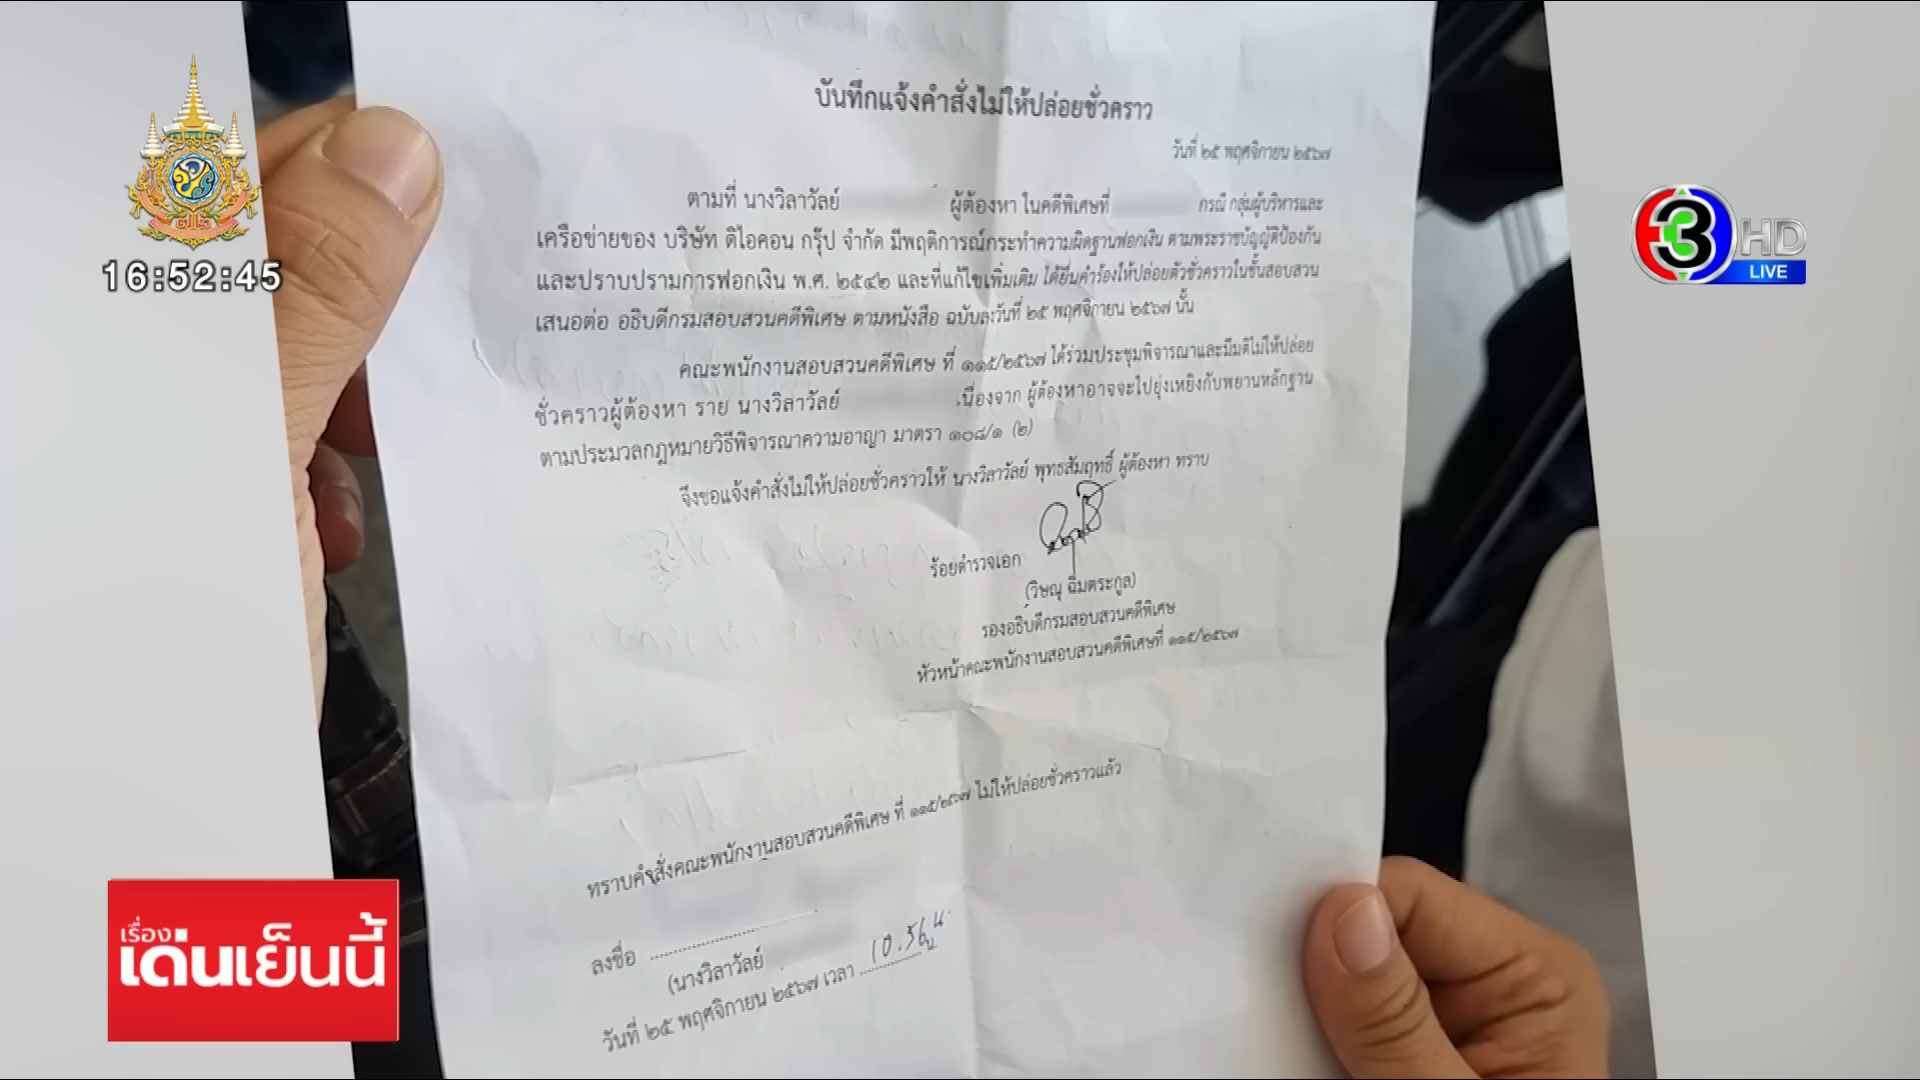 บันทึกแจ้งคำสั่งไม่ให้ปล่อยชั่วคราว
วันที่ ๒๕ พฤศจิกายน ๒๕๖๗
ตามที่ นางวิลาวัลย์ ผู้ต้องหา ในคดีพิเศษที่ กรณี กลุ่มผู้บริหารและ
เครือข่ายของ บริษัท ดิไอคอน กรุ๊ป จำกัด มีพฤติการณ์กระทำความผิดฐานฟอกเงิน ตามพระราชบัญญัติป้องกัน
และปราบปรามการฟอกเงิน พ.ศ. ๒๕๔๒ และที่แก้ไขเพิ่มเติม ได้ยื่นคำร้องให้ปล่อยตัวชั่วคราวในชั้นสอบสวน
เสนอต่อ อธิบดีกรมสอบสวนคดีพิเศษ ตามหนังสือ ฉบับลงวันที่ ๒๕ พฤศจิกายน ๒๕๖๗ นั้น
คณะพนักงานสอบสวนคดีพิเศษ ที่ ๑๑๕/๒๕๖๗ ได้ร่วมประชุมพิจารณาและมีมติไม่ให้ปล่อย
ชั่วคราวผู้ต้องหา ราย นางวิลาวัลย์ เนื่องจาก ผู้ต้องหาอาจจะไปยุ่งเหยิงกับพยานหลักฐาน
ตามประมวลกฎหมายวิธีพิจารณาความอาญา มาตรา ๑๐๘/๑ (๒)
จึงขอแจ้งคำสั่งไม่ให้ปล่อยชั่วคราวให้ นางวิลาวัลย์ พุทธสัมฤทธิ์ ผู้ต้องหา ทราบ
ร้อยตำรวจเอก
(วิษณุ ฉิมตระกูล)
รองอธิบดีกรมสอบสวนคดีพิเศษ
หัวหน้าคณะพนักงานสอบสวนคดีพิเศษที่ ๑๑๕/๒๕๖๗
ทราบคำสั่งคณะพนักงานสอบสวนคดีพิเศษ ที่ ๑๑๕/๒๕๖๗ ไม่ให้ปล่อยชั่วคราวแล้ว
ลงชื่อ ........................
(นางวิลาวัลย์
วันที่ ๒๕ พฤศจิกายน ๒๕๖๗ เวลา 10.56 น.
16:52:45
3 HD
LIVE
เรื่อง
เด่นเย็นนี้